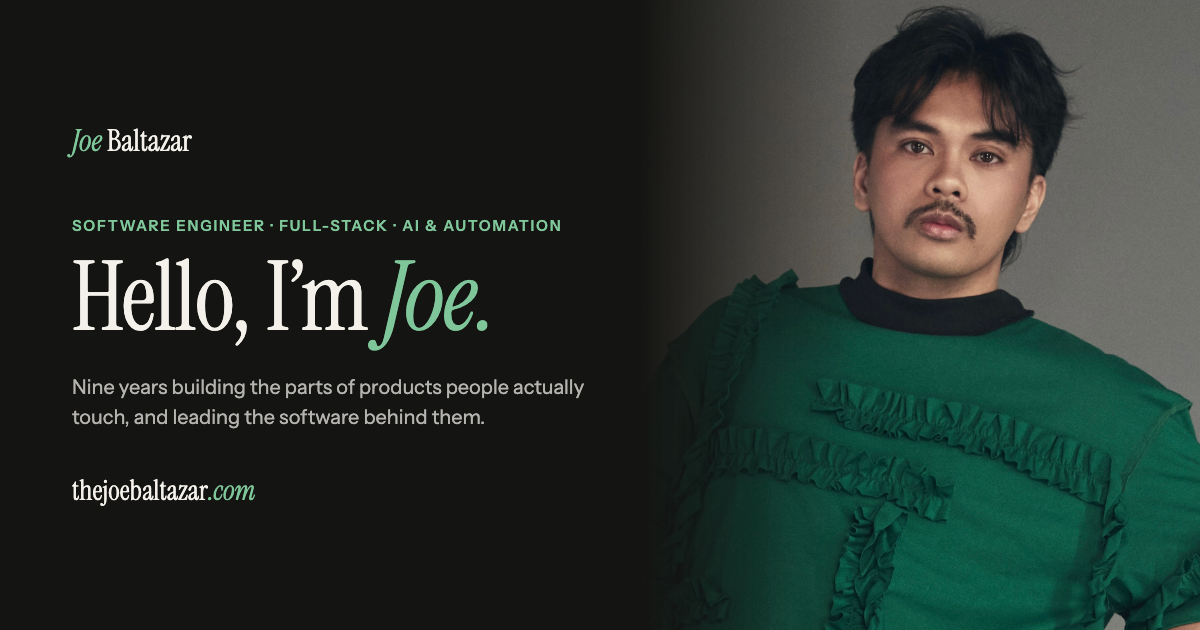 Joe Baltazar
SOFTWARE ENGINEER · FULL-STACK · AI & AUTOMATION
Hello, I’m Joe.
Nine years building the parts of products people actually
touch, and leading the software behind them.
thejoebaltazar.com